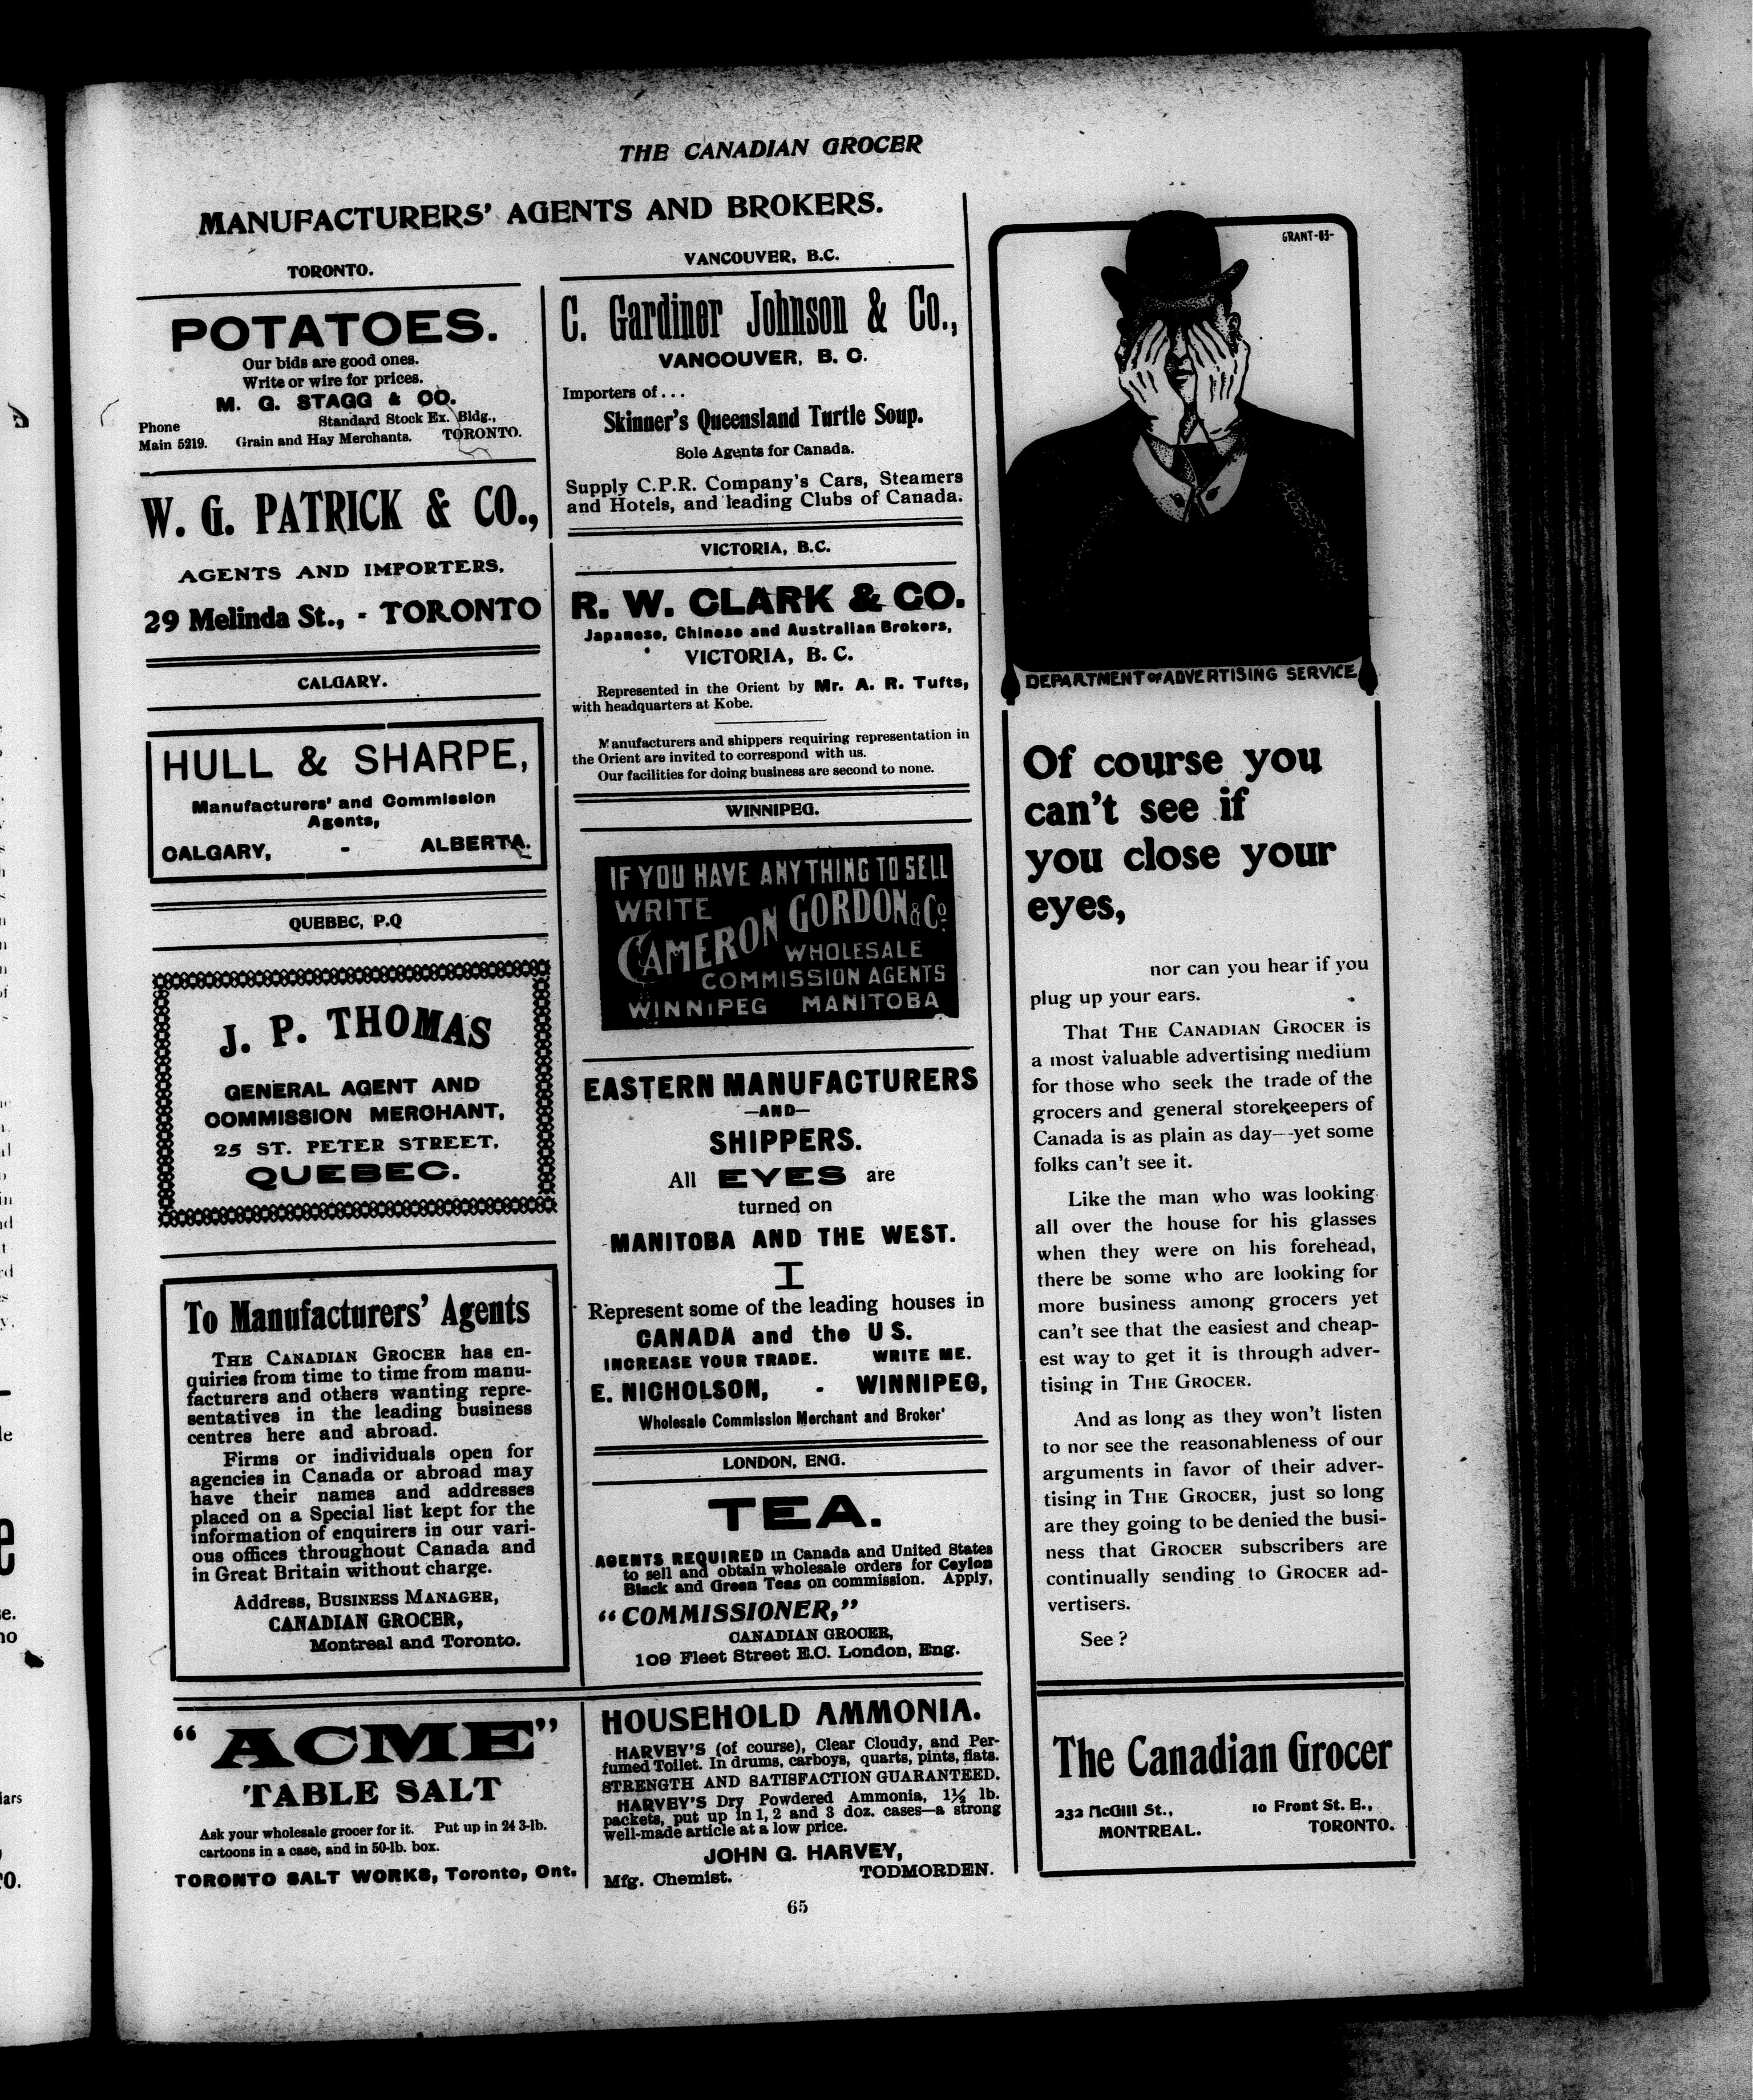 THE CANADIAN GROCER
MANUFACTURERS' AGENTS AND BROKERS.
TORONTO.
POTATOES.
Our bids are good ones.
Write or wire for prices.
M. G. STAGG & CO.
Standard Stock Ex. Bldg.,
Phone
Main 5219. Grain and Hay Merchants. TORONTO.
W. G. PATRICK & CO.,
AGENTS AND IMPORTERS,
29 Melinda St., - TORONTO
CALGARY.
HULL & SHARPE,
Manufacturers' and Commission
Agents,
CALGARY, - ALBERTA.
QUEBEC, P.Q
J. P. THOMAS
GENERAL AGENT AND
COMMISSION MERCHANT,
25 ST. PETER STREET,
QUEBEC.
To Manufacturers' Agents
THE CANADIAN GROCER has en-
quiries from time to time from manu-
facturers and others wanting repre-
sentatives in the leading business
centres here and abroad.
Firms or individuals open for
agencies in Canada or abroad may
have their names and addresses
placed on a Special list kept for the
information of enquirers in our vari-
ous offices throughout Canada and
in Great Britain without charge.
Address, BUSINESS MANAGER,
CANADIAN GROCER,
Montreal and Toronto.
VANCOUVER, B.C.
C. Gardiner Johnson & Co.,
VANCOUVER, B. C.
Importers of...
Skinner's Queensland Turtle Soup.
Sole Agents for Canada.
Supply C.P.R. Company's Cars, Steamers
and Hotels, and leading Clubs of Canada.
VICTORIA, B.C.
R. W. CLARK & CO.
Japanese, Chinese and Australian Brokers,
VICTORIA, B. C.
Represented in the Orient by Mr. A. R. Tufts,
with headquarters at Kobe.
Manufacturers and shippers requiring representation in
the Orient are invited to correspond with us.
Our facilities for doing business are second to none.
WINNIPEG.
IF YOU HAVE ANYTHING TO SELL
WRITE
CAMERON GORDON & Co.
WHOLESALE
COMMISSION AGENTS
WINNIPEG MANITOBA
EASTERN MANUFACTURERS
—AND—
SHIPPERS.
All EYES are
turned on
MANITOBA AND THE WEST.
I
Represent some of the leading houses in
CANADA and the U S.
INCREASE YOUR TRADE. WRITE ME.
E. NICHOLSON, - WINNIPEG,
Wholesale Commission Merchant and Broker'
LONDON, ENG.
TEA.
AGENTS REQUIRED in Canada and United States
to sell and obtain wholesale orders for Ceylon
Black and Green Teas on commission. Apply,
"COMMISSIONER,"
CANADIAN GROCER,
109 Fleet Street E.C. London, Eng.
"ACME"
TABLE SALT
Ask your wholesale grocer for it. Put up in 24 3-lb.
cartoons in a case, and in 50-lb. box.
TORONTO SALT WORKS, Toronto, Ont.
HOUSEHOLD AMMONIA.
HARVEY'S (of course), Clear Cloudy, and Per-
fumed Toilet. In drums, carboys, quarts, pints, flats.
STRENGTH AND SATISFACTION GUARANTEED.
HARVEY'S Dry Powdered Ammonia, 1½ lb.
packets, put up in 1, 2 and 3 doz. cases—a strong
well-made article at a low price.
JOHN G. HARVEY,
Mfg. Chemist. TODMORDEN.
GRANT-03-
DEPARTMENT OF ADVERTISING SERVICE
Of course you
can't see if
you close your
eyes,
nor can you hear if you
plug up your ears.
That THE CANADIAN GROCER is
a most valuable advertising medium
for those who seek the trade of the
grocers and general storekeepers of
Canada is as plain as day—yet some
folks can't see it.
Like the man who was looking
all over the house for his glasses
when they were on his forehead,
there be some who are looking for
more business among grocers yet
can't see that the easiest and cheap-
est way to get it is through adver-
tising in THE GROCER.
And as long as they won't listen
to nor see the reasonableness of our
arguments in favor of their adver-
tising in THE GROCER, just so long
are they going to be denied the busi-
ness that GROCER subscribers are
continually sending to GROCER ad-
vertisers.
See ?
The Canadian Grocer
232 McGill St., 10 Front St. E.,
MONTREAL. TORONTO.
65